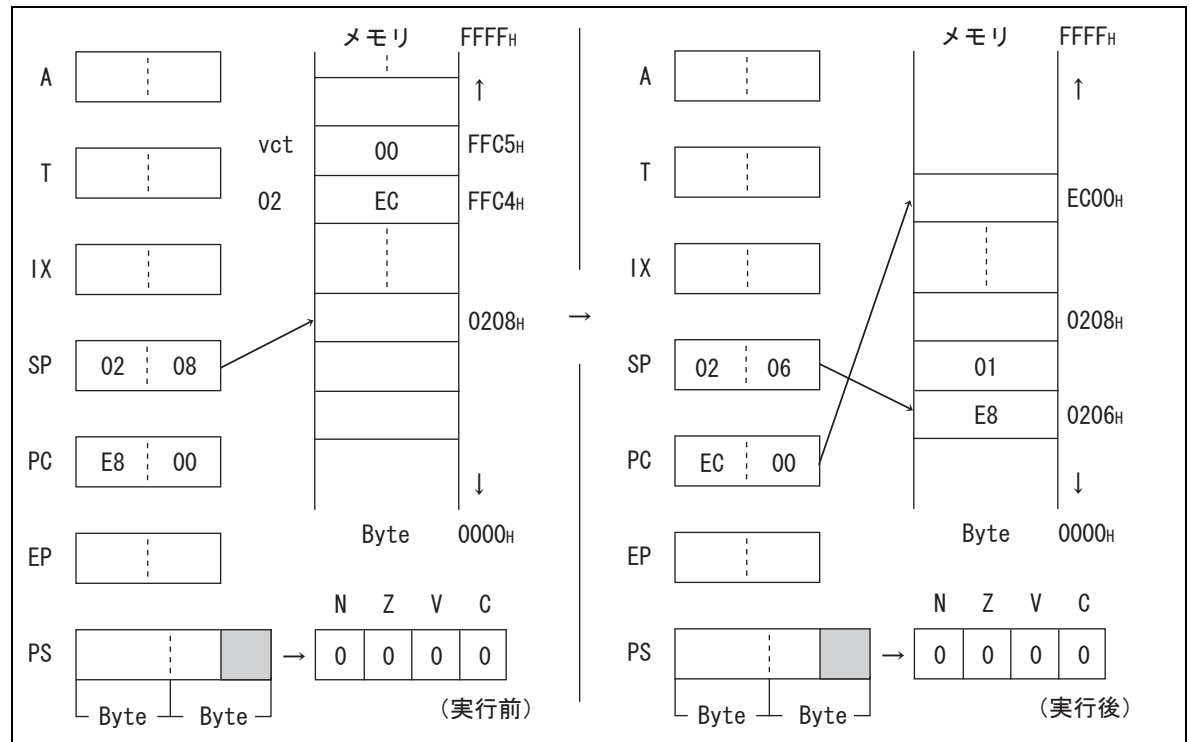 メモリ FFFFH
A
↑
vct 00 FFC5H
T
02 EC FFC4H
IX
0208H
SP 02 08
PC E8 00
↓
Byte 0000H
EP
N Z V C
PS → 0 0 0 0
Byte Byte (実行前)
→
メモリ FFFFH
A
↑
T
EC00H
IX
0208H
SP 02 06 01
E8 0206H
PC EC 00
↓
Byte 0000H
EP
N Z V C
PS → 0 0 0 0
Byte Byte (実行後)